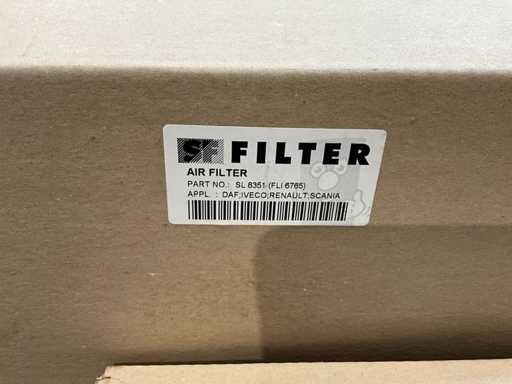 SF FILTER
AIR FILTER
PART NO.: SL 8351 (FLI 6765)
APPL. : DAF;IVECO;RENAULT;SCANIA